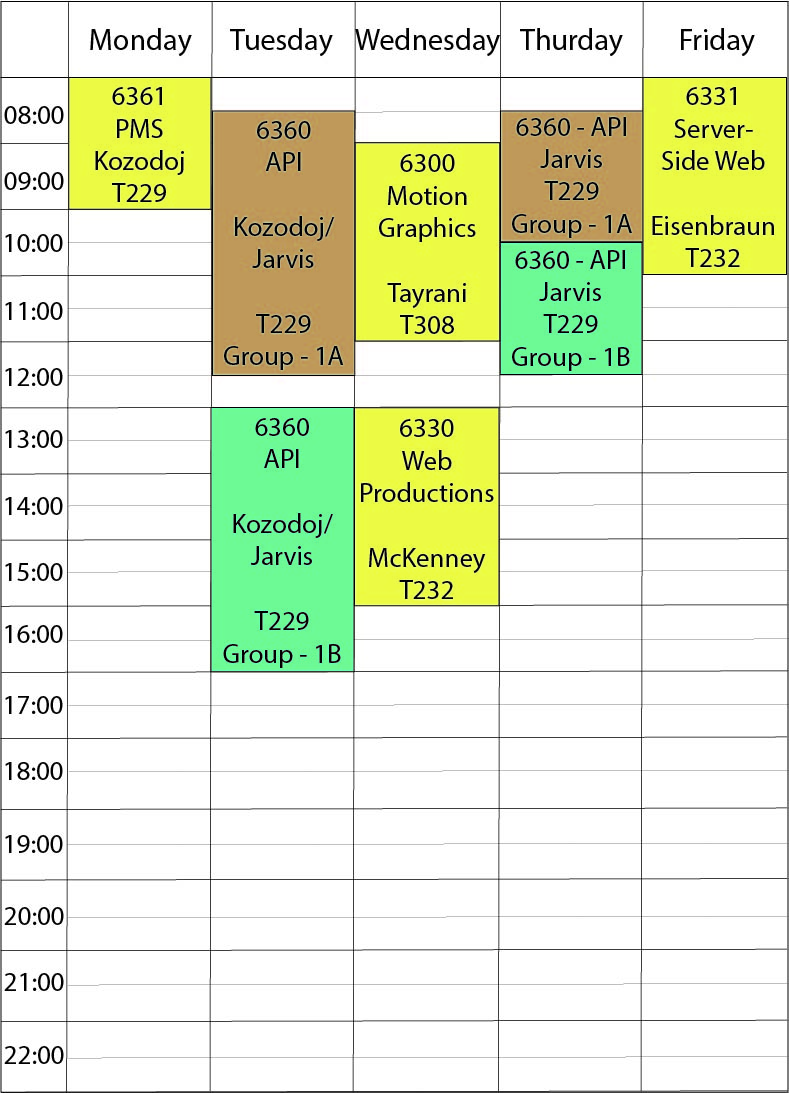 Monday Tuesday Wednesday Thurday Friday
08:00
09:00
10:00
11:00
12:00
13:00
14:00
15:00
16:00
17:00
18:00
19:00
20:00
21:00
22:00
6361
PMS
Kozodoj
T229
6360
API
Kozodoj/
Jarvis
T229
Group - 1A
6360
API
Kozodoj/
Jarvis
T229
Group - 1B
6300
Motion
Graphics
Tayrani
T308
6330
Web
Productions
McKenney
T232
6360 - API
Jarvis
T229
Group - 1A
6360 - API
Jarvis
T229
Group - 1B
6331
Server-
Side Web
Eisenbraun
T232